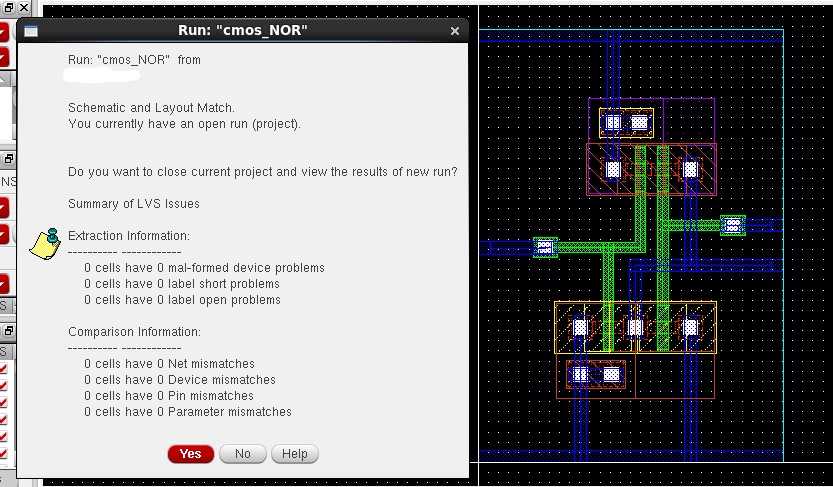 Run: "cmos_NOR"
Run: "cmos_NOR" from
Schematic and Layout Match.
You currently have an open run (project).
Do you want to close current project and view the results of new run?
NS
Summary of LVS Issues
Extraction Information:
---------- ------------
0 cells have 0 mal-formed device problems
0 cells have 0 label short problems
0 cells have 0 label open problems
S
Comparison Information:
---------- ------------
S
0 cells have 0 Net mismatches
0 cells have 0 Device mismatches
0 cells have 0 Pin mismatches
0 cells have 0 Parameter mismatches
Yes No Help